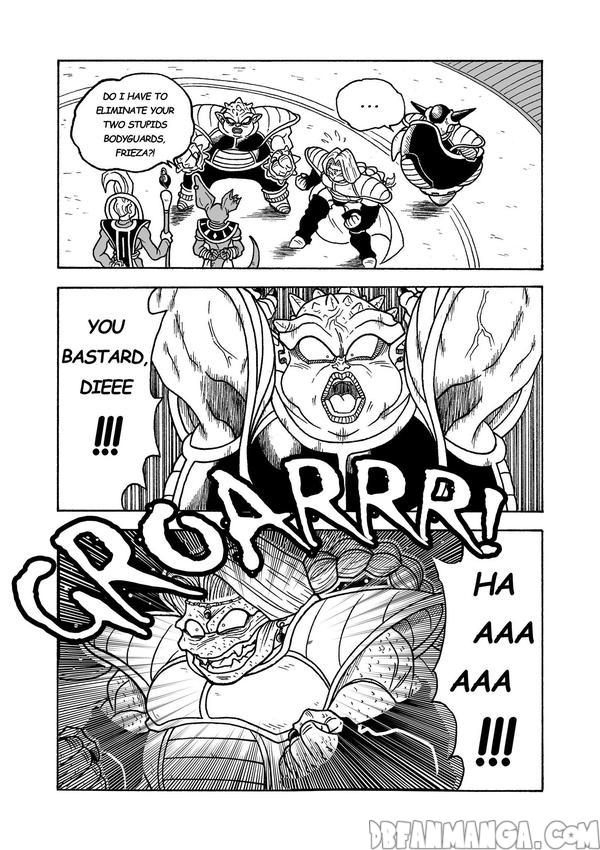 DO I HAVE TO
ELIMINATE YOUR
TWO STUPIDS
BODYGUARDS,
FRIEZA?!
...
YOU
BASTARD,
DIEEE
!!!
GROARRR!
HA
AAA
AAA
!!!
DBFANMANGA.COM